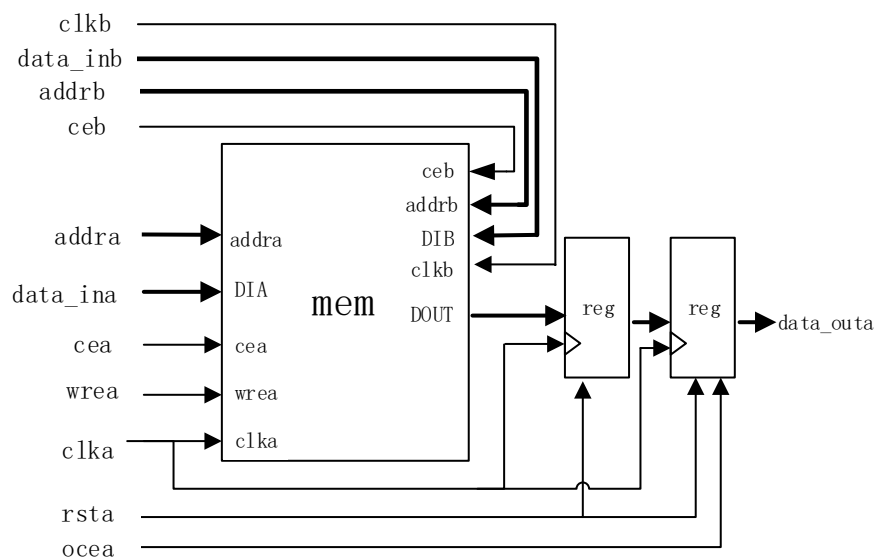 clkb
data_inb
addrb
ceb
addra
data_ina
cea
wrea
clka
rsta
ocea
ceb
addrb
DIB
clkb
DOUT
addra
DIA
cea
wrea
clka
mem
reg
reg
data_outa